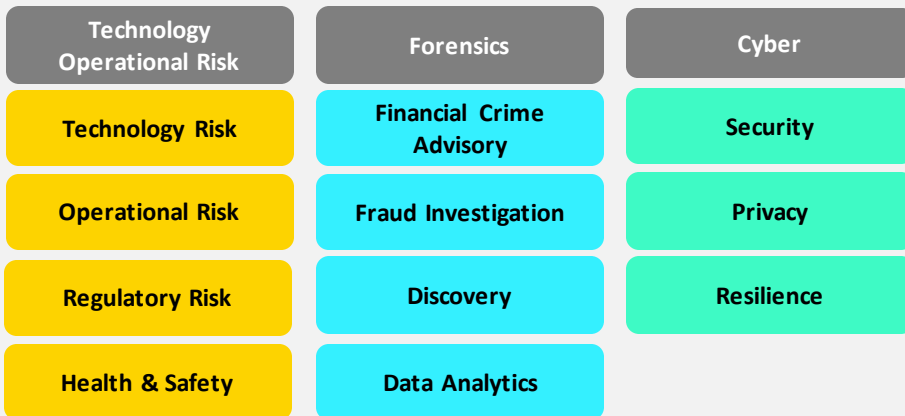 Technology
Operational Risk
Forensics
Cyber
Technology Risk
Financial Crime
Advisory
Security
Operational Risk
Fraud Investigation
Privacy
Regulatory Risk
Discovery
Resilience
Health & Safety
Data Analytics